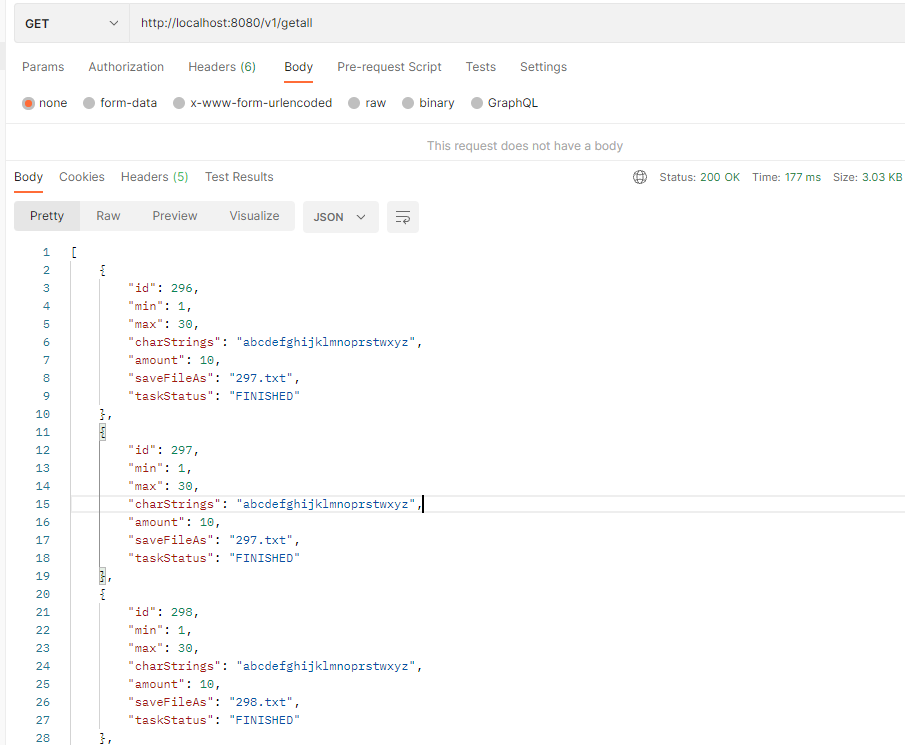 GET http://localhost:8080/v1/getall
Params Authorization Headers (6) Body Pre-request Script Tests Settings
none form-data x-www-form-urlencoded raw binary GraphQL
This request does not have a body
Body Cookies Headers (5) Test Results Status: 200 OK Time: 177 ms Size: 3.03 KB
Pretty Raw Preview Visualize JSON
1 [
2 {
3 "id": 296,
4 "min": 1,
5 "max": 30,
6 "charStrings": "abcdefghijklmnoprstwxyz",
7 "amount": 10,
8 "saveFileAs": "297.txt",
9 "taskStatus": "FINISHED"
10 },
11 {
12 "id": 297,
13 "min": 1,
14 "max": 30,
15 "charStrings": "abcdefghijklmnoprstwxyz",
16 "amount": 10,
17 "saveFileAs": "297.txt",
18 "taskStatus": "FINISHED"
19 },
20 {
21 "id": 298,
22 "min": 1,
23 "max": 30,
24 "charStrings": "abcdefghijklmnoprstwxyz",
25 "amount": 10,
26 "saveFileAs": "298.txt",
27 "taskStatus": "FINISHED"
28 },